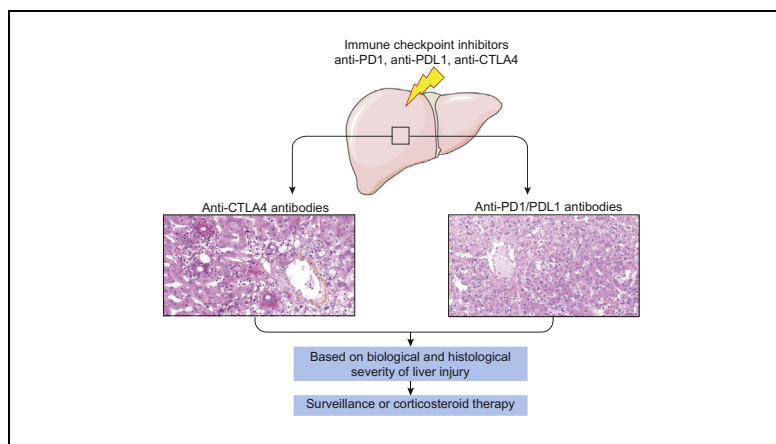 Immune checkpoint inhibitors
anti-PD1, anti-PDL1, anti-CTLA4
Anti-CTLA4 antibodies
Anti-PD1/PDL1 antibodies
Based on biological and histological
severity of liver injury
Surveillance or corticosteroid therapy